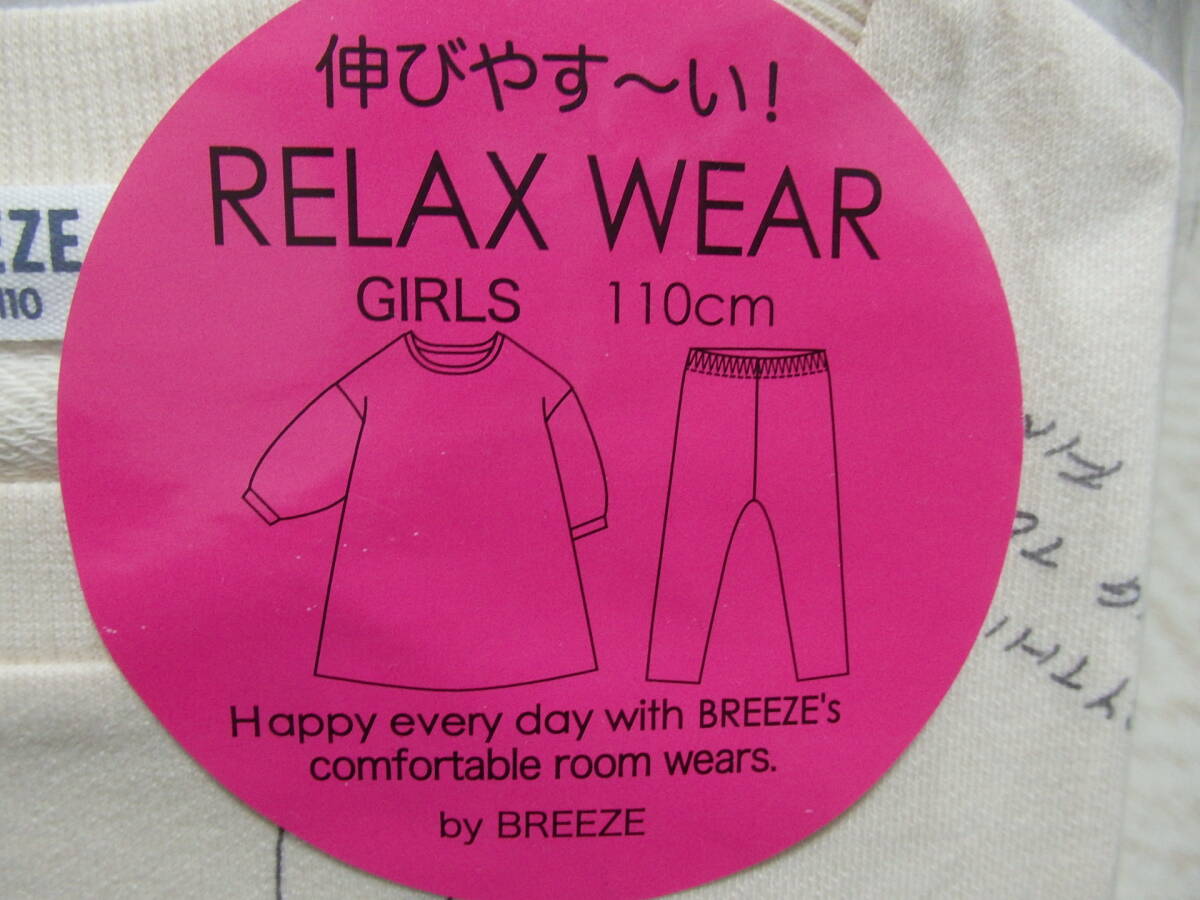 伸びやす〜い!
RELAX WEAR
GIRLS 110cm
Happy every day with BREEZE's
comfortable room wears.
by BREEZE
EZE
110
TO